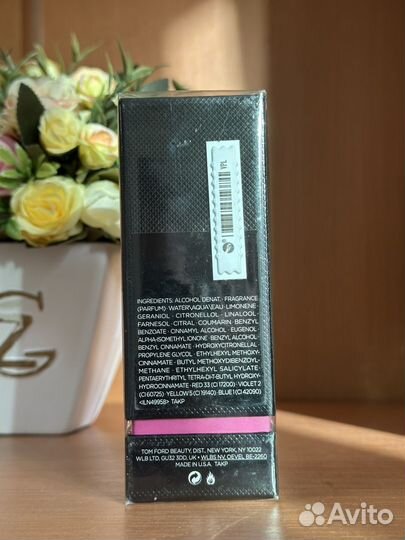 YPL
INGREDIENTS: ALCOHOL DENAT. · FRAGRANCE
(PARFUM) · WATER\AQUA\EAU · LIMONENE
GERANIOL · CITRONELLOL · LINALOOL
FARNESOL · CITRAL · COUMARIN · BENZYL
BENZOATE · CINNAMYL ALCOHOL · EUGENOL
ALPHA-ISOMETHYL IONONE · BENZYL ALCOHOL
BENZYL CINNAMATE · HYDROXYCITRONELLAL
PROPYLENE GLYCOL · ETHYLHEXYL METHOXY-
CINNAMATE · BUTYL METHOXYDIBENZOYL-
METHANE · ETHYLHEXYL SALICYLATE
PENTAERYTHRITYL TETRA-DI-T-BUTYL HYDROXY-
HYDROCINNAMATE · RED 33 (CI 17200) · VIOLET 2
(CI 60725) · YELLOW 5 (CI 19140) · BLUE 1 (CI 42090)
<ILN49958> TAKP
TOM FORD BEAUTY, DIST. NEW YORK, NY 10022
WLB LTD, GU32 3DD, UK · WLBS NV, DEVEL BE-2260
MADE IN U.S.A. TAKP
GZ
Avito